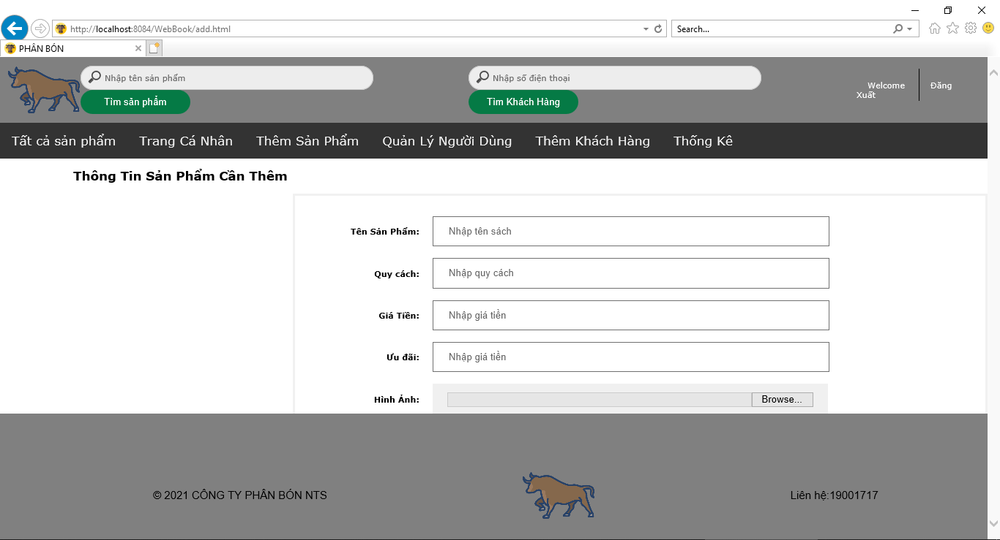 http://localhost:8084/WebBook/add.html
Search...
PHÂN BÓN
Nhập tên sản phẩm
Nhập số điện thoại
Tìm sản phẩm
Tìm Khách Hàng
Welcome
Đăng
Xuất
Tất cả sản phẩm Trang Cá Nhân Thêm Sản Phẩm Quản Lý Người Dùng Thêm Khách Hàng Thống Kê
Thông Tin Sản Phẩm Cần Thêm
Tên Sản Phẩm: Nhập tên sách
Quy cách: Nhập quy cách
Giá Tiền: Nhập giá tiền
Ưu đãi: Nhập giá tiền
Hình Ảnh: Browse...
© 2021 CÔNG TY PHÂN BÓN NTS
Liên hệ:19001717